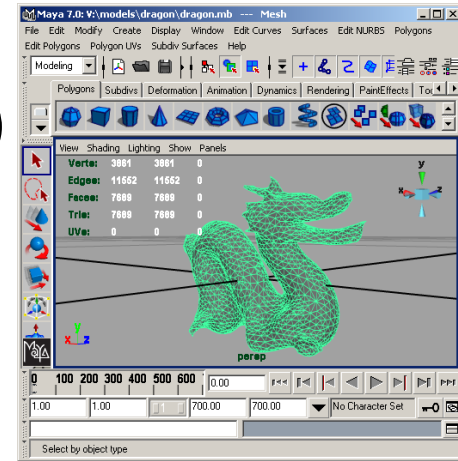 Maya 7.0: V:\models\dragon\dragon.mb --- Mesh
File Edit Modify Create Display Window Edit Curves Surfaces Edit NURBS Polygons
Edit Polygons Polygon UVs Subdiv Surfaces Help
Modeling
Polygons Subdivs Deformation Animation Dynamics Rendering PaintEffects
View Shading Lighting Show Panels
Verts: 3861 3861 0
Edges: 11552 11552 0
Faces: 7689 7689 0
Tris: 7689 7689 0
UVs: 0 0 0
y
x z
y
x z
persp
Maya
0 100 200 300 400 500 600 0.00
1.00 1.00 1 700.00 700.00 No Character Set
Select by object type